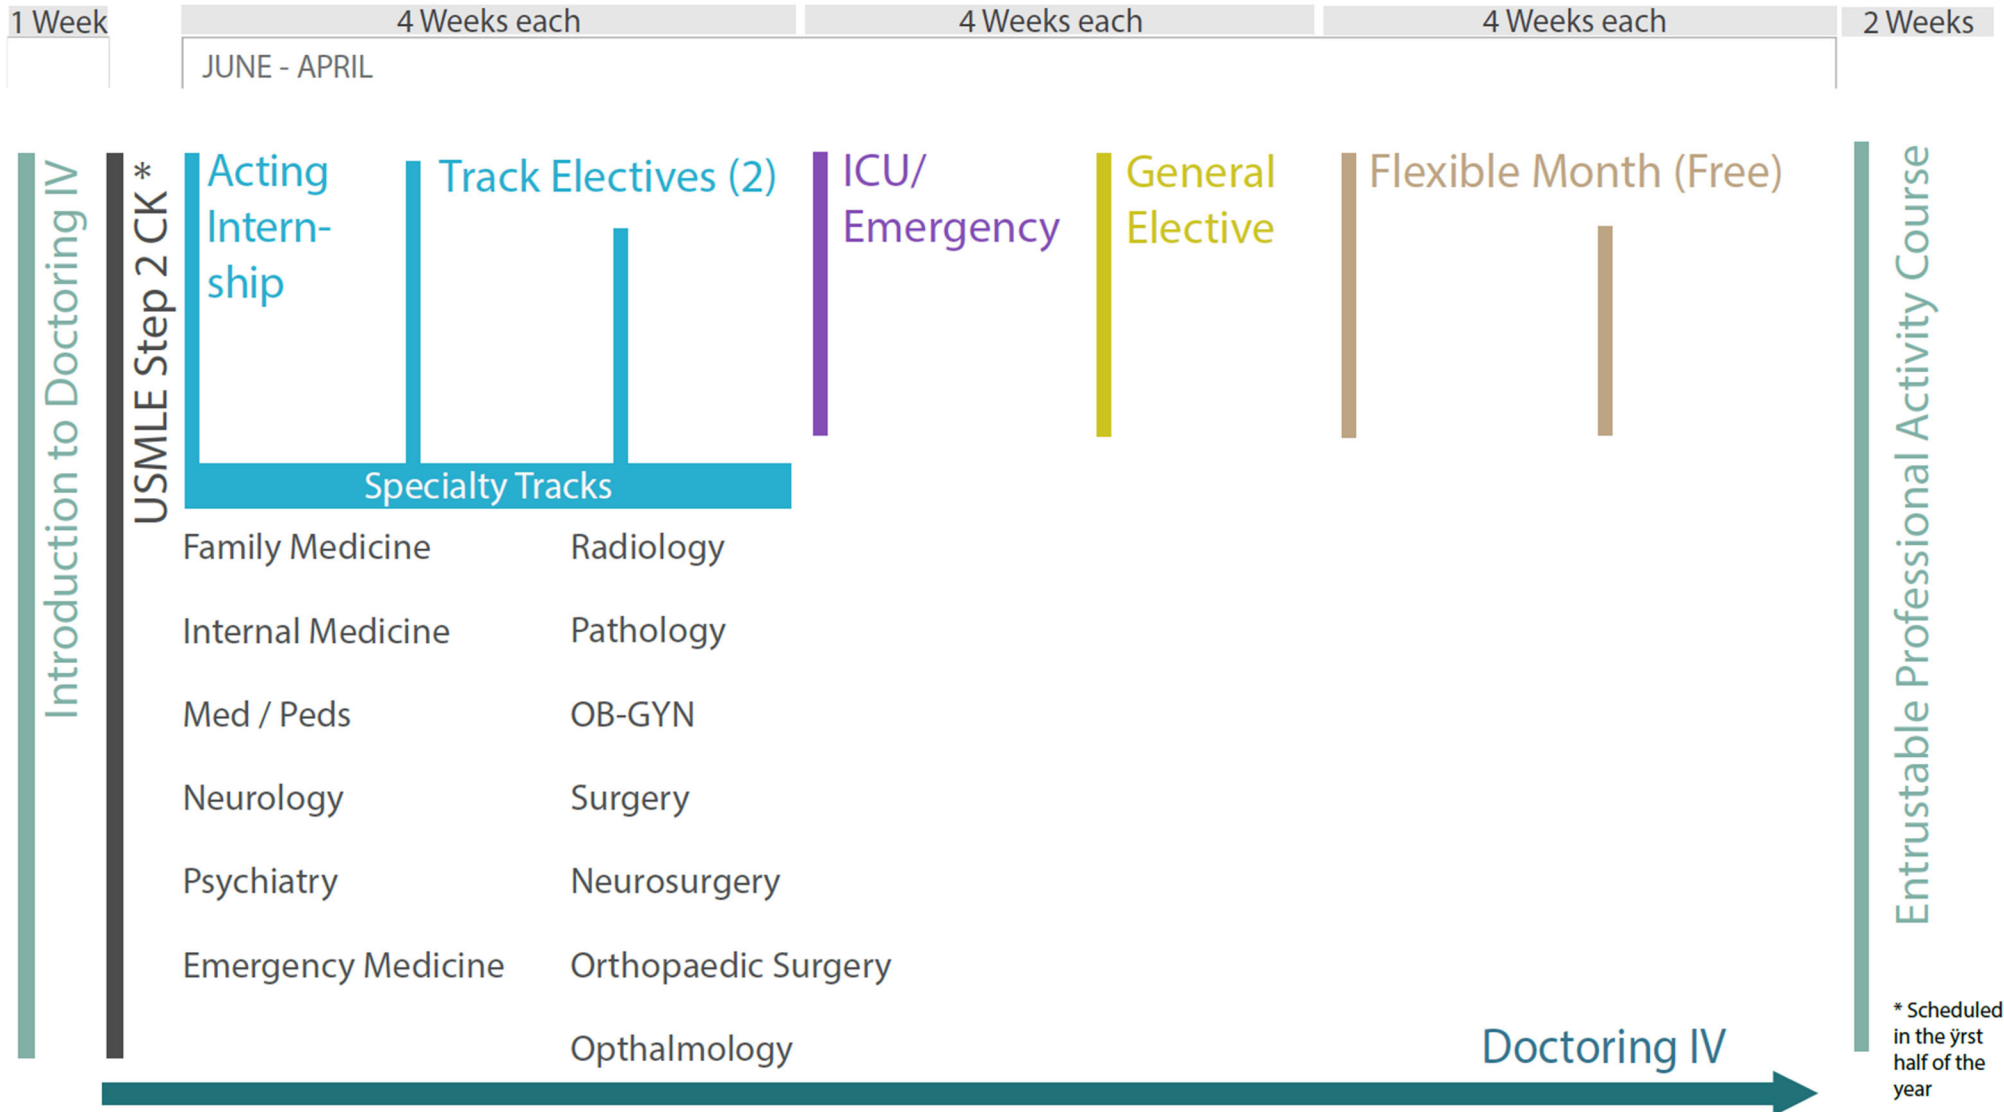 1 Week
4 Weeks each
4 Weeks each
4 Weeks each
2 Weeks
JUNE - APRIL
Introduction to Doctoring IV
USMLE Step 2 CK *
Acting
Intern-
ship
Track Electives (2)
ICU/
Emergency
General
Elective
Flexible Month (Free)
Entrustable Professional Activity Course
Specialty Tracks
Family Medicine
Radiology
Internal Medicine
Pathology
Med / Peds
OB-GYN
Neurology
Surgery
Psychiatry
Neurosurgery
Emergency Medicine
Orthopaedic Surgery
Opthalmology
Doctoring IV
* Scheduled
in the ÿrst
half of the
year